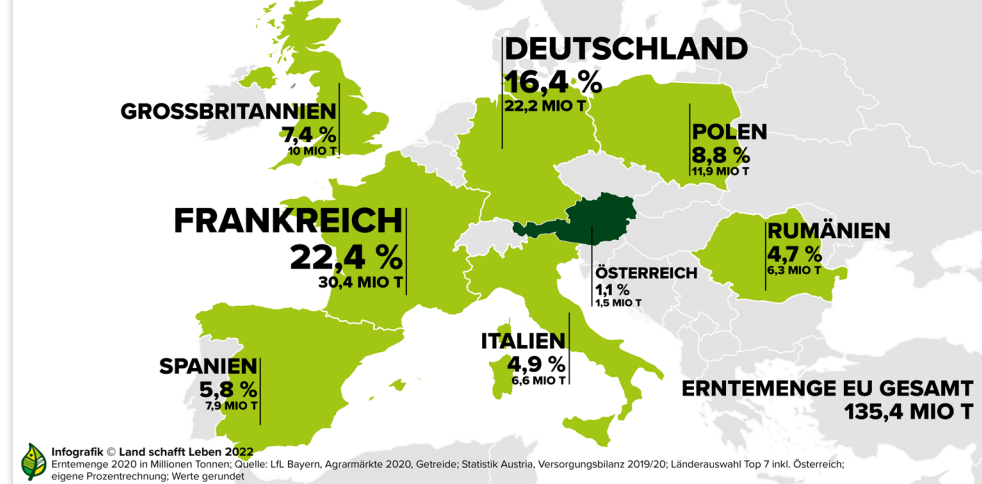 DEUTSCHLAND
16,4 %
22,2 MIO T
GROSSBRITANNIEN
7,4 %
10 MIO T
POLEN
8,8 %
11,9 MIO T
FRANKREICH
22,4 %
30,4 MIO T
RUMÄNIEN
4,7 %
6,3 MIO T
ÖSTERREICH
1,1 %
1,5 MIO T
ITALIEN
4,9 %
6,6 MIO T
SPANIEN
5,8 %
7,9 MIO T
ERNTEMENGE EU GESAMT
135,4 MIO T
Infografik © Land schafft Leben 2022
Erntemenge 2020 in Millionen Tonnen; Quelle: LfL Bayern, Agrarmärkte 2020, Getreide; Statistik Austria, Versorgungsbilanz 2019/20; Länderauswahl Top 7 inkl. Österreich;
eigene Prozentrechnung; Werte gerundet